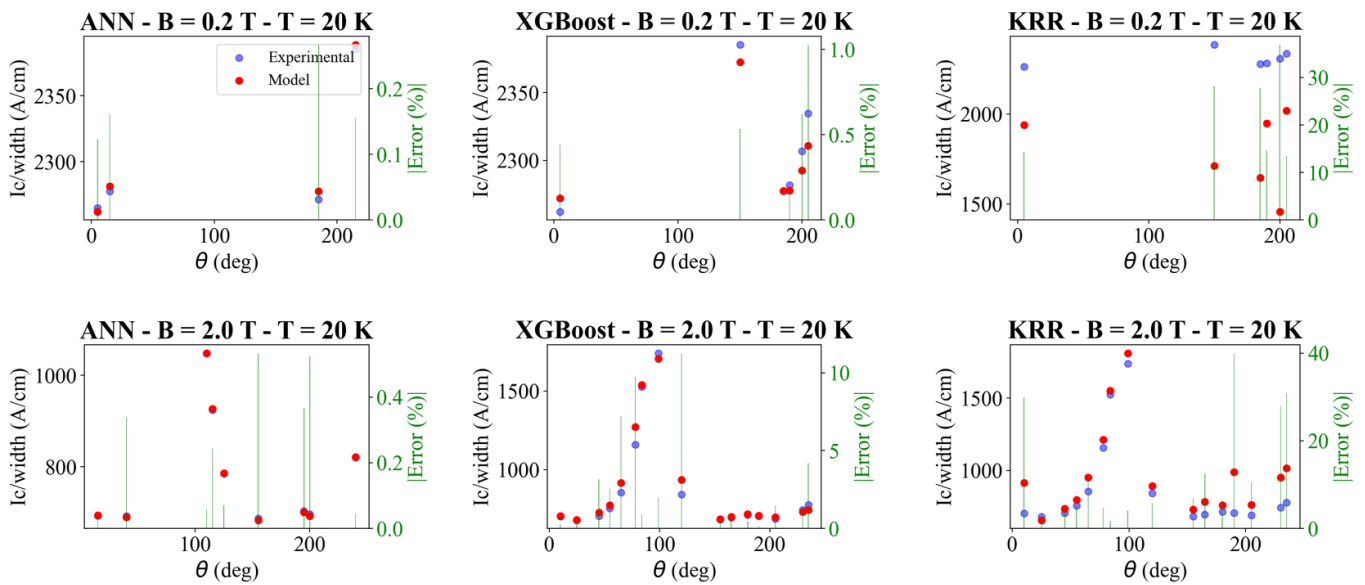 ANN - B = 0.2 T - T = 20 K
XGBoost - B = 0.2 T - T = 20 K
KRR - B = 0.2 T - T = 20 K
Ic/width (A/cm)
2350
2300
Experimental
Model
0.2
0.1
0.0
|Error (%)|
0
100
200
θ (deg)
Ic/width (A/cm)
2350
2300
1.0
0.5
0.0
|Error (%)|
0
100
200
θ (deg)
Ic/width (A/cm)
2000
1500
30
20
10
0
|Error (%)|
0
100
200
θ (deg)
ANN - B = 2.0 T - T = 20 K
XGBoost - B = 2.0 T - T = 20 K
KRR - B = 2.0 T - T = 20 K
Ic/width (A/cm)
1000
800
0.4
0.2
0.0
|Error (%)|
0
100
200
θ (deg)
Ic/width (A/cm)
1500
1000
10
5
0
|Error (%)|
0
100
200
θ (deg)
Ic/width (A/cm)
1500
1000
40
20
0
|Error (%)|
0
100
200
θ (deg)